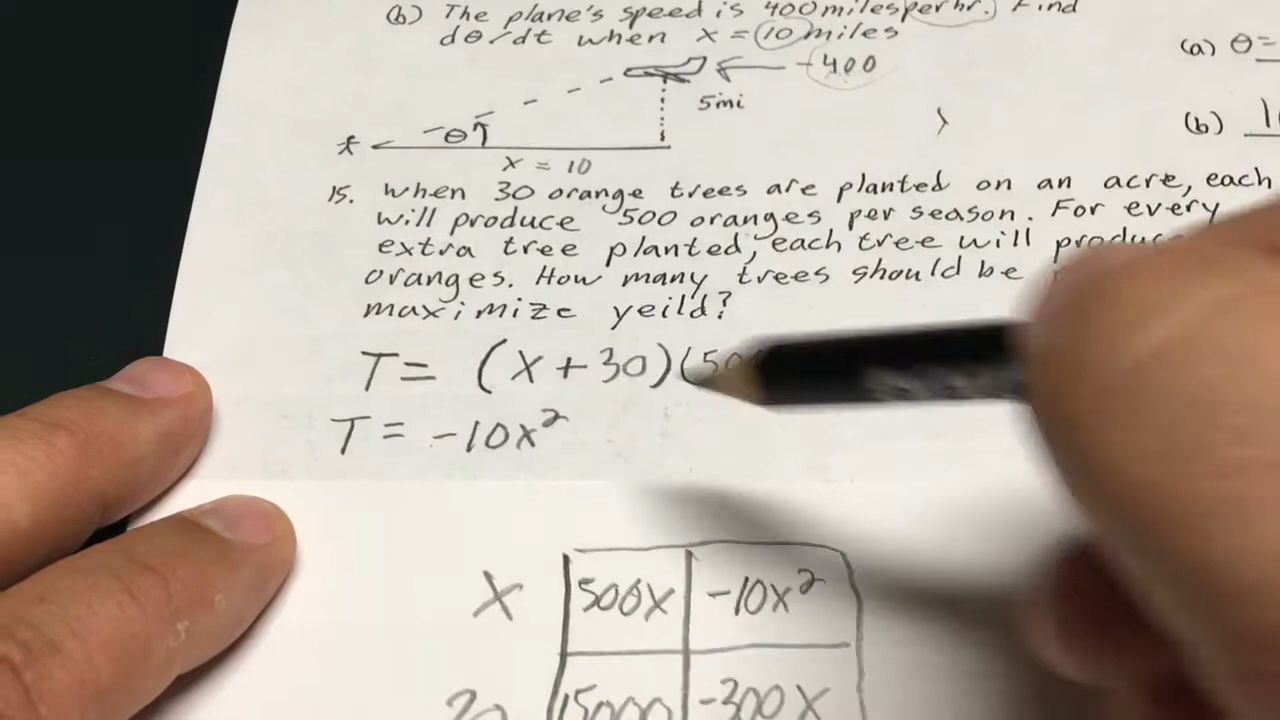 (b) The plane's speed is 400 miles per hr. Find
dθ/dt when x = 10 miles
(a) θ=
-400
5mi
θ
(b)
x = 10
15. When 30 orange trees are planted on an acre, each
will produce 500 oranges per season. For every
extra tree planted, each tree will
oranges. How many trees should be
maximize yeild?
T = (x + 30)(
T = -10x²
x 500x -10x²
15000 -300x